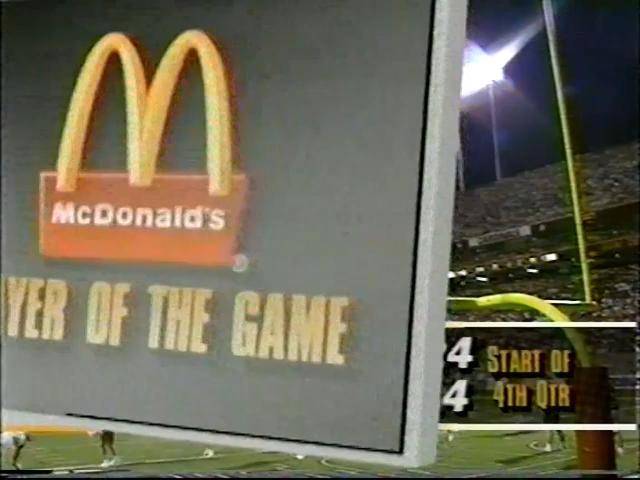 McDonald's
®
YER OF THE GAME
4 START OF
4 4TH QTR